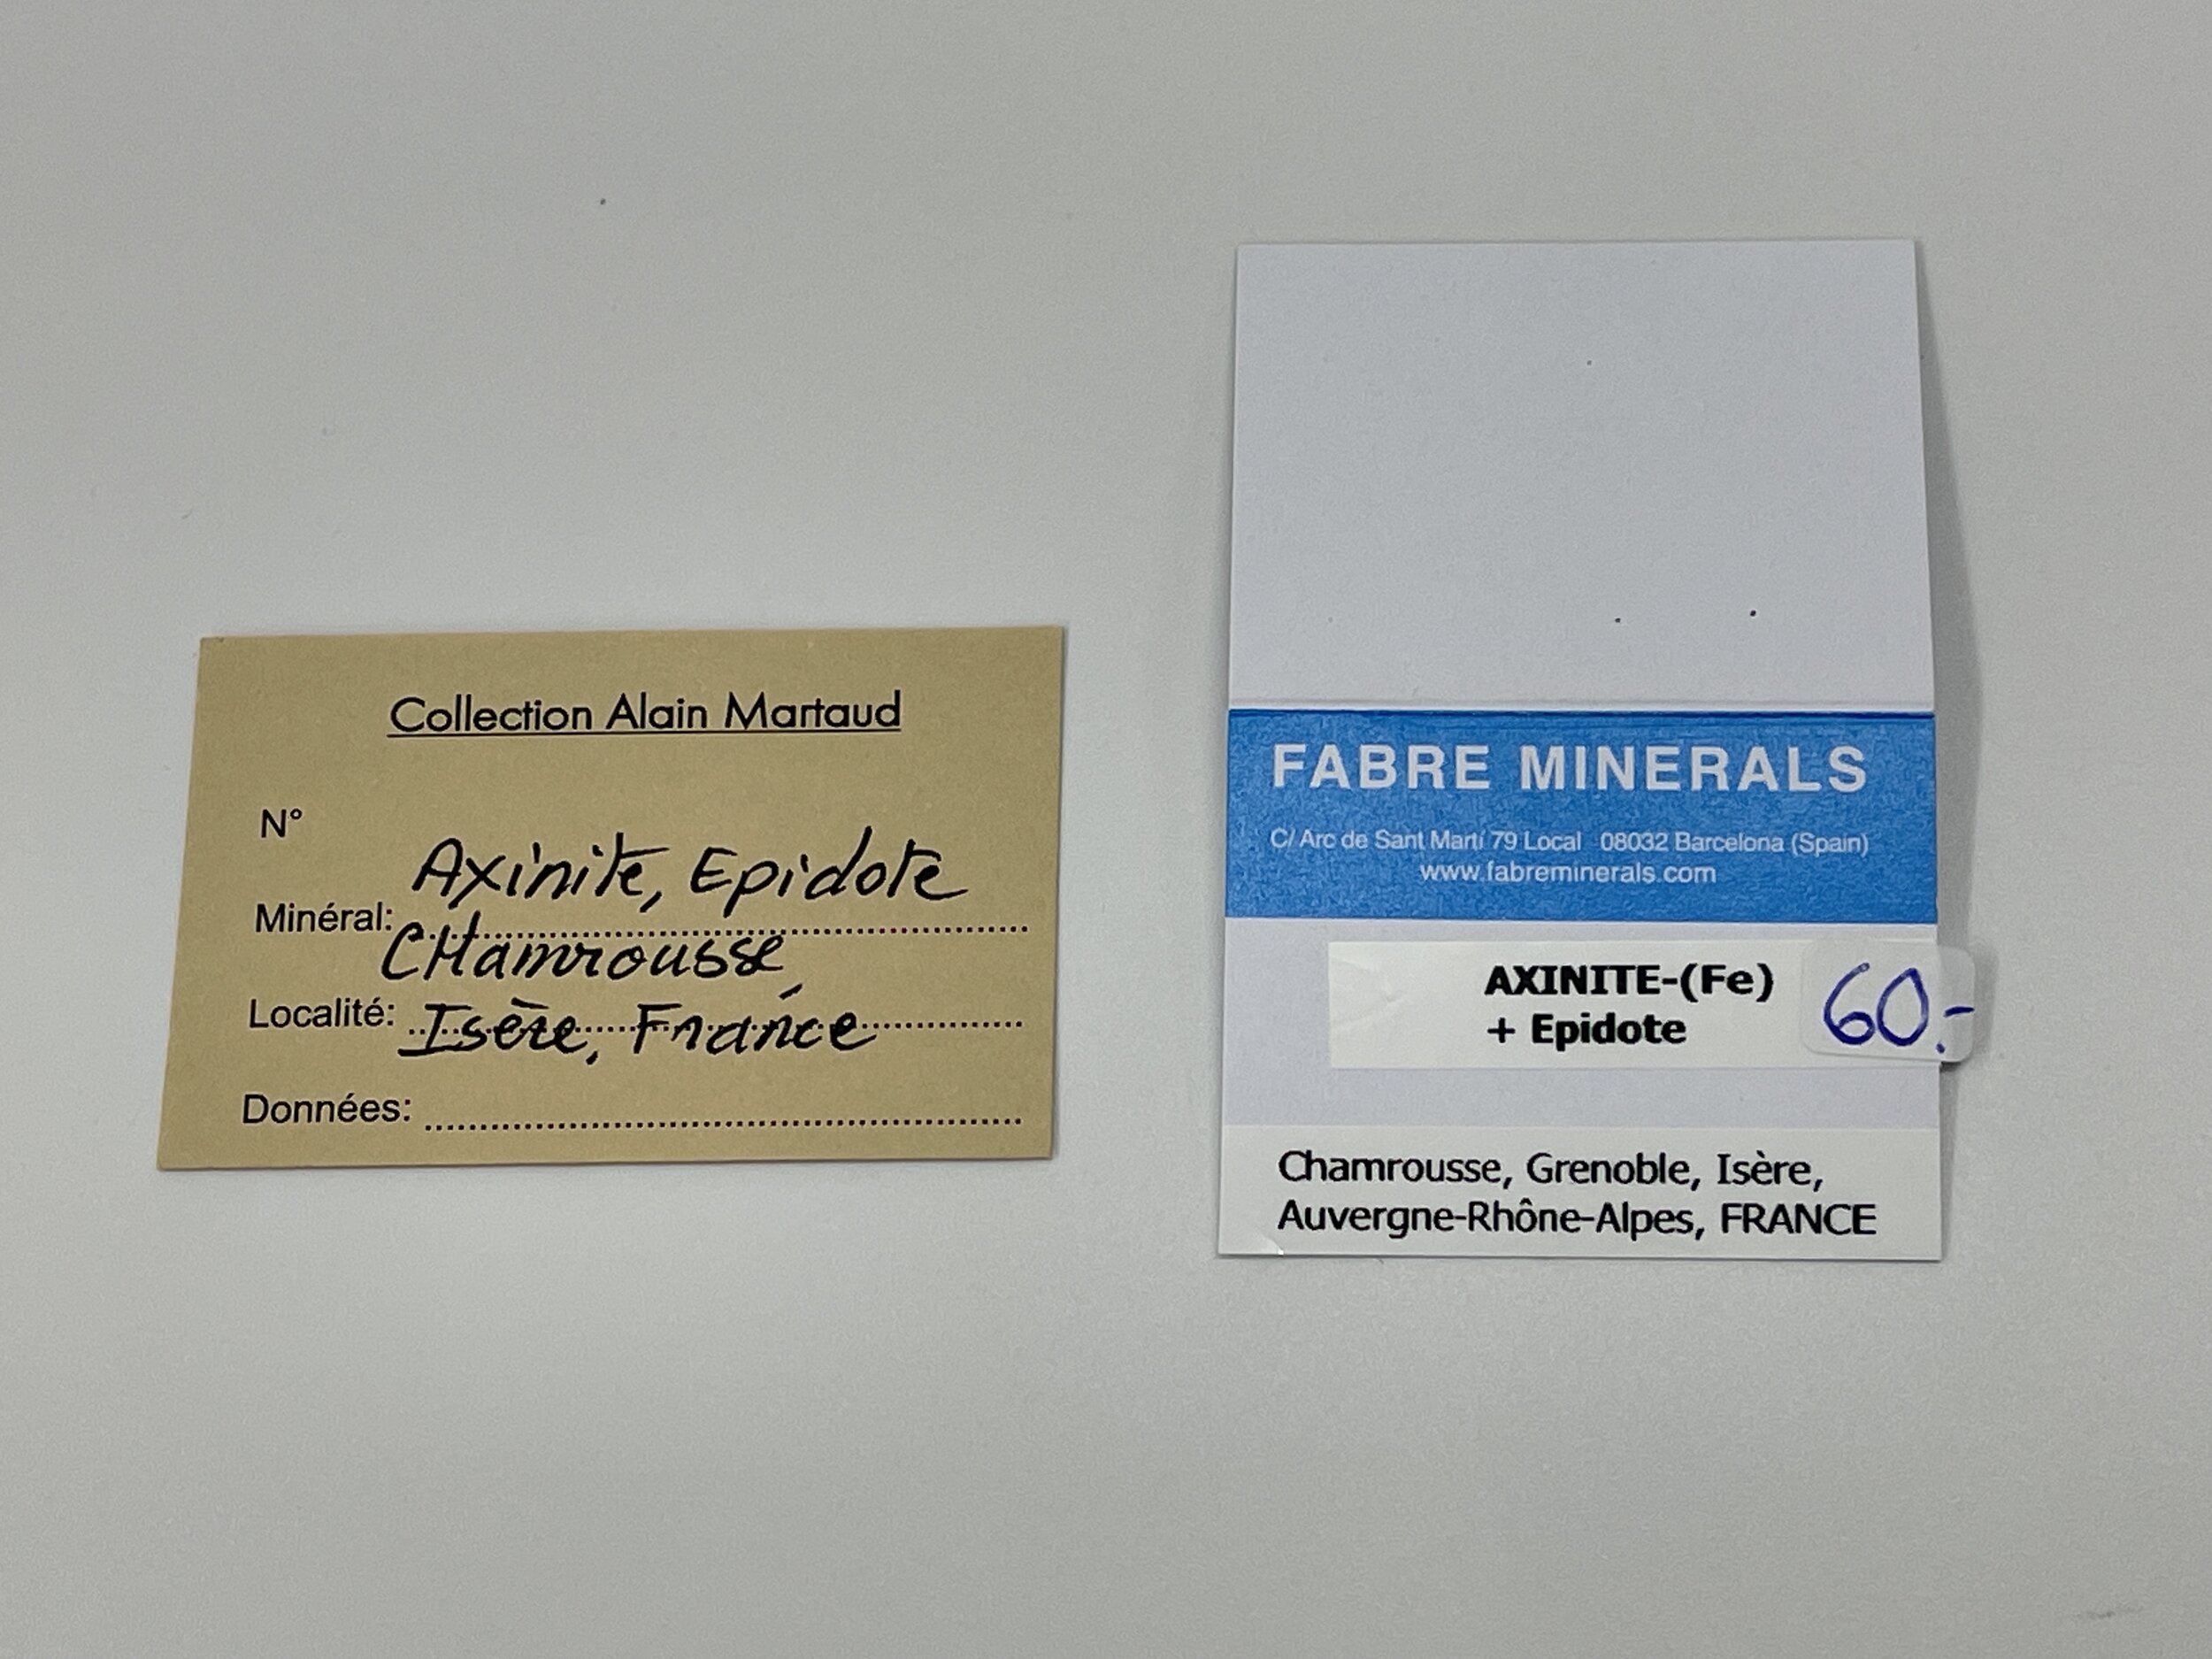 Collection Alain Martaud
N°
Minéral: Axinite, Epidote
Localité: CHamrousse,
Isère, France
Données:
FABRE MINERALS
C/ Arc de Sant Martí 79 Local 08032 Barcelona (Spain)
www.fabreminerals.com
AXINITE-(Fe)
+ Epidote
60.-
Chamrousse, Grenoble, Isère,
Auvergne-Rhône-Alpes, FRANCE